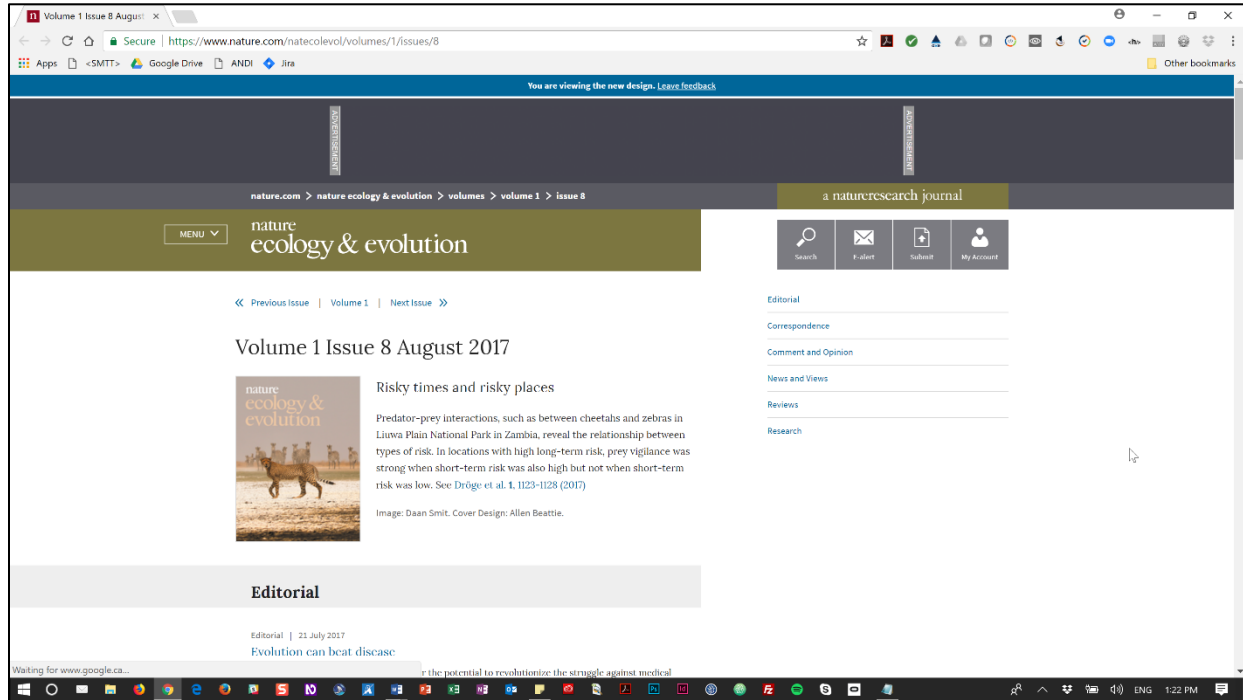 Volume 1 Issue 8 August
Secure | https://www.nature.com/natecolevol/volumes/1/issues/8
Apps <SMTT> Google Drive ANDI Jira Other bookmarks
You are viewing the new design. Leave feedback
ADVERTISEMENT
ADVERTISEMENT
nature.com > nature ecology & evolution > volumes > volume 1 > issue 8
a natureresearch journal
MENU
nature
ecology & evolution
Search E-alert Submit My Account
Previous Issue | Volume 1 | Next Issue
Volume 1 Issue 8 August 2017
nature
ecology &
evolution
Risky times and risky places
Predator-prey interactions, such as between cheetahs and zebras in
Liuwa Plain National Park in Zambia, reveal the relationship between
types of risk. In locations with high long-term risk, prey vigilance was
strong when short-term risk was also high but not when short-term
risk was low. See Dröge et al. 1, 1123-1128 (2017)
Image: Daan Smit. Cover Design: Allen Beattie.
Editorial
Correspondence
Comment and Opinion
News and Views
Reviews
Research
Editorial
Editorial | 21 July 2017
Evolution can beat disease
the potential to revolutionize the struggle against medical
Waiting for www.google.ca...
ENG 1:22 PM